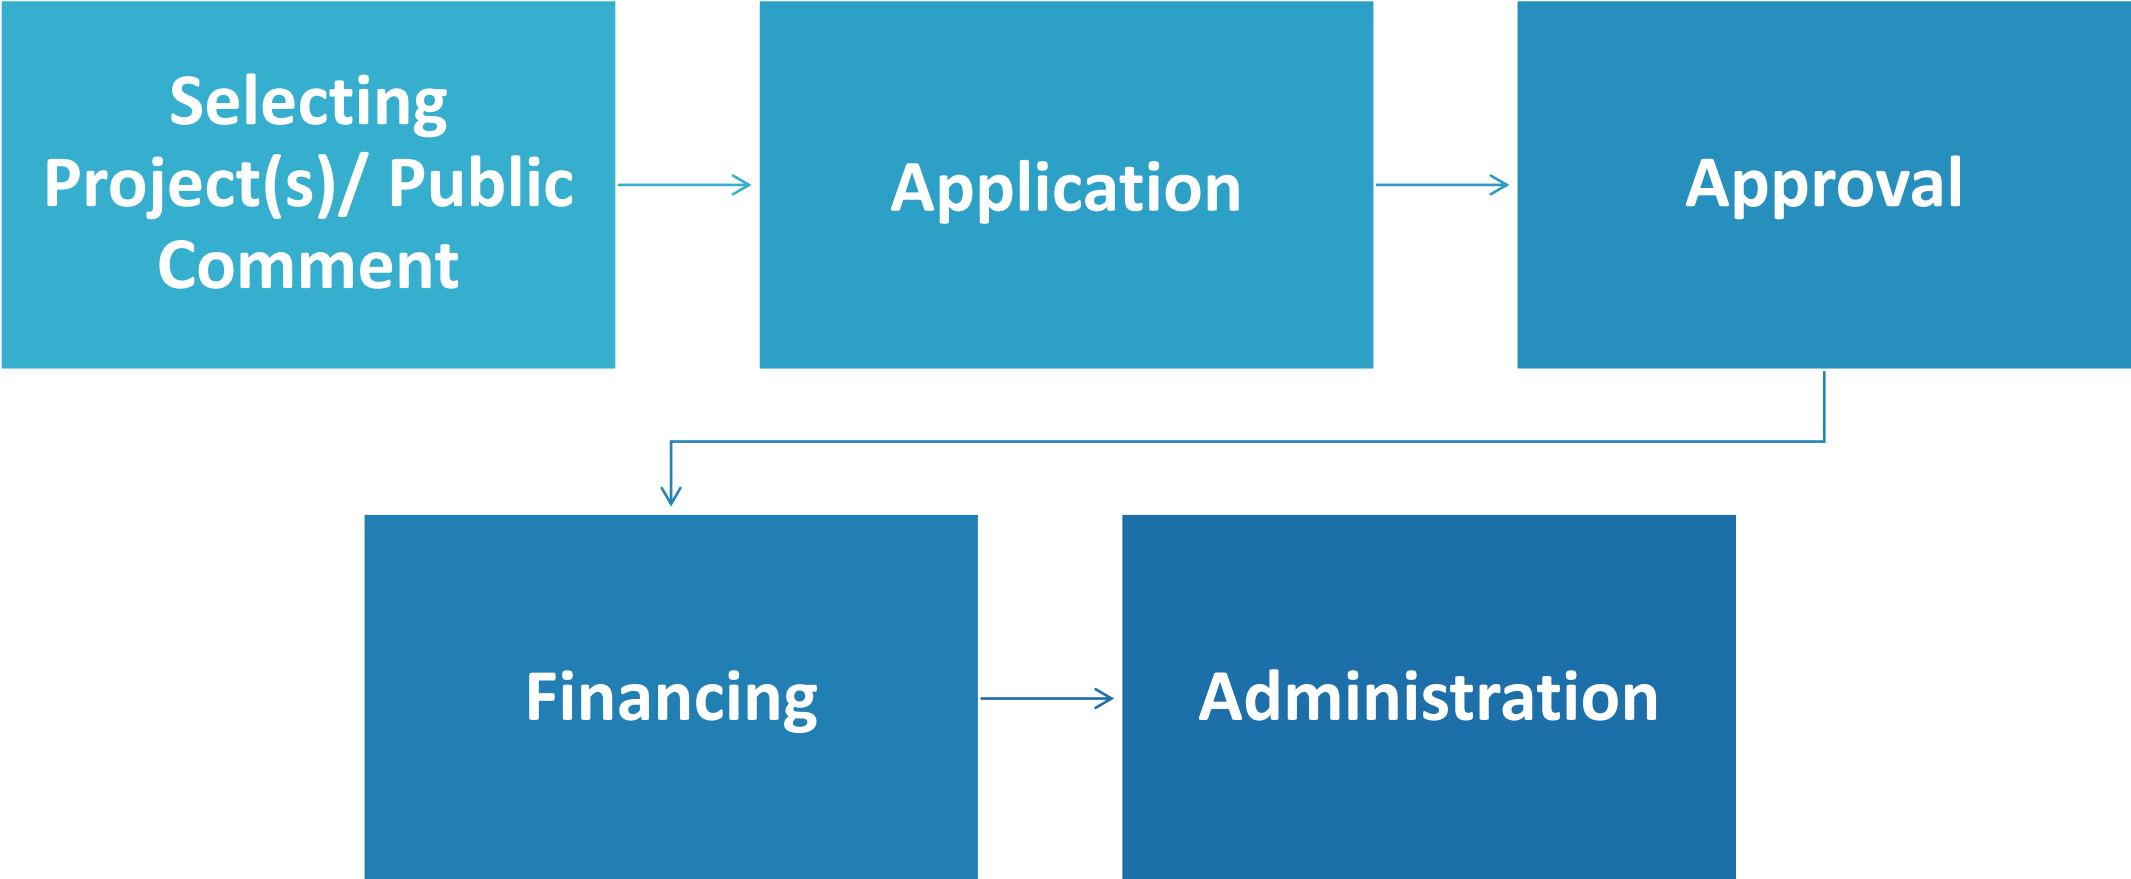 Selecting
Project(s)/ Public
Comment
Application
Approval
Financing
Administration